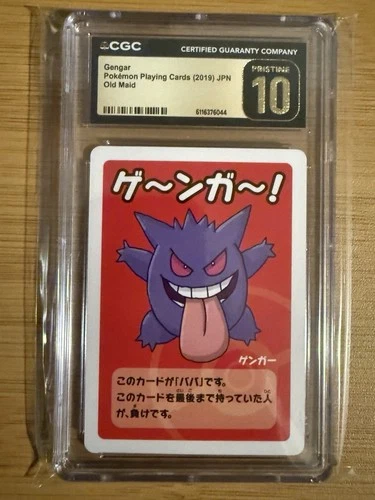 CGC
CERTIFIED GUARANTY COMPANY
Gengar
Pokémon Playing Cards (2019) JPN
Old Maid
PRISTINE
10
6116376044
ゲ～ンガ～!
ゲンガー
このカードが「ババ」です。
このカードを最後まで持っていた人
が、負けです。